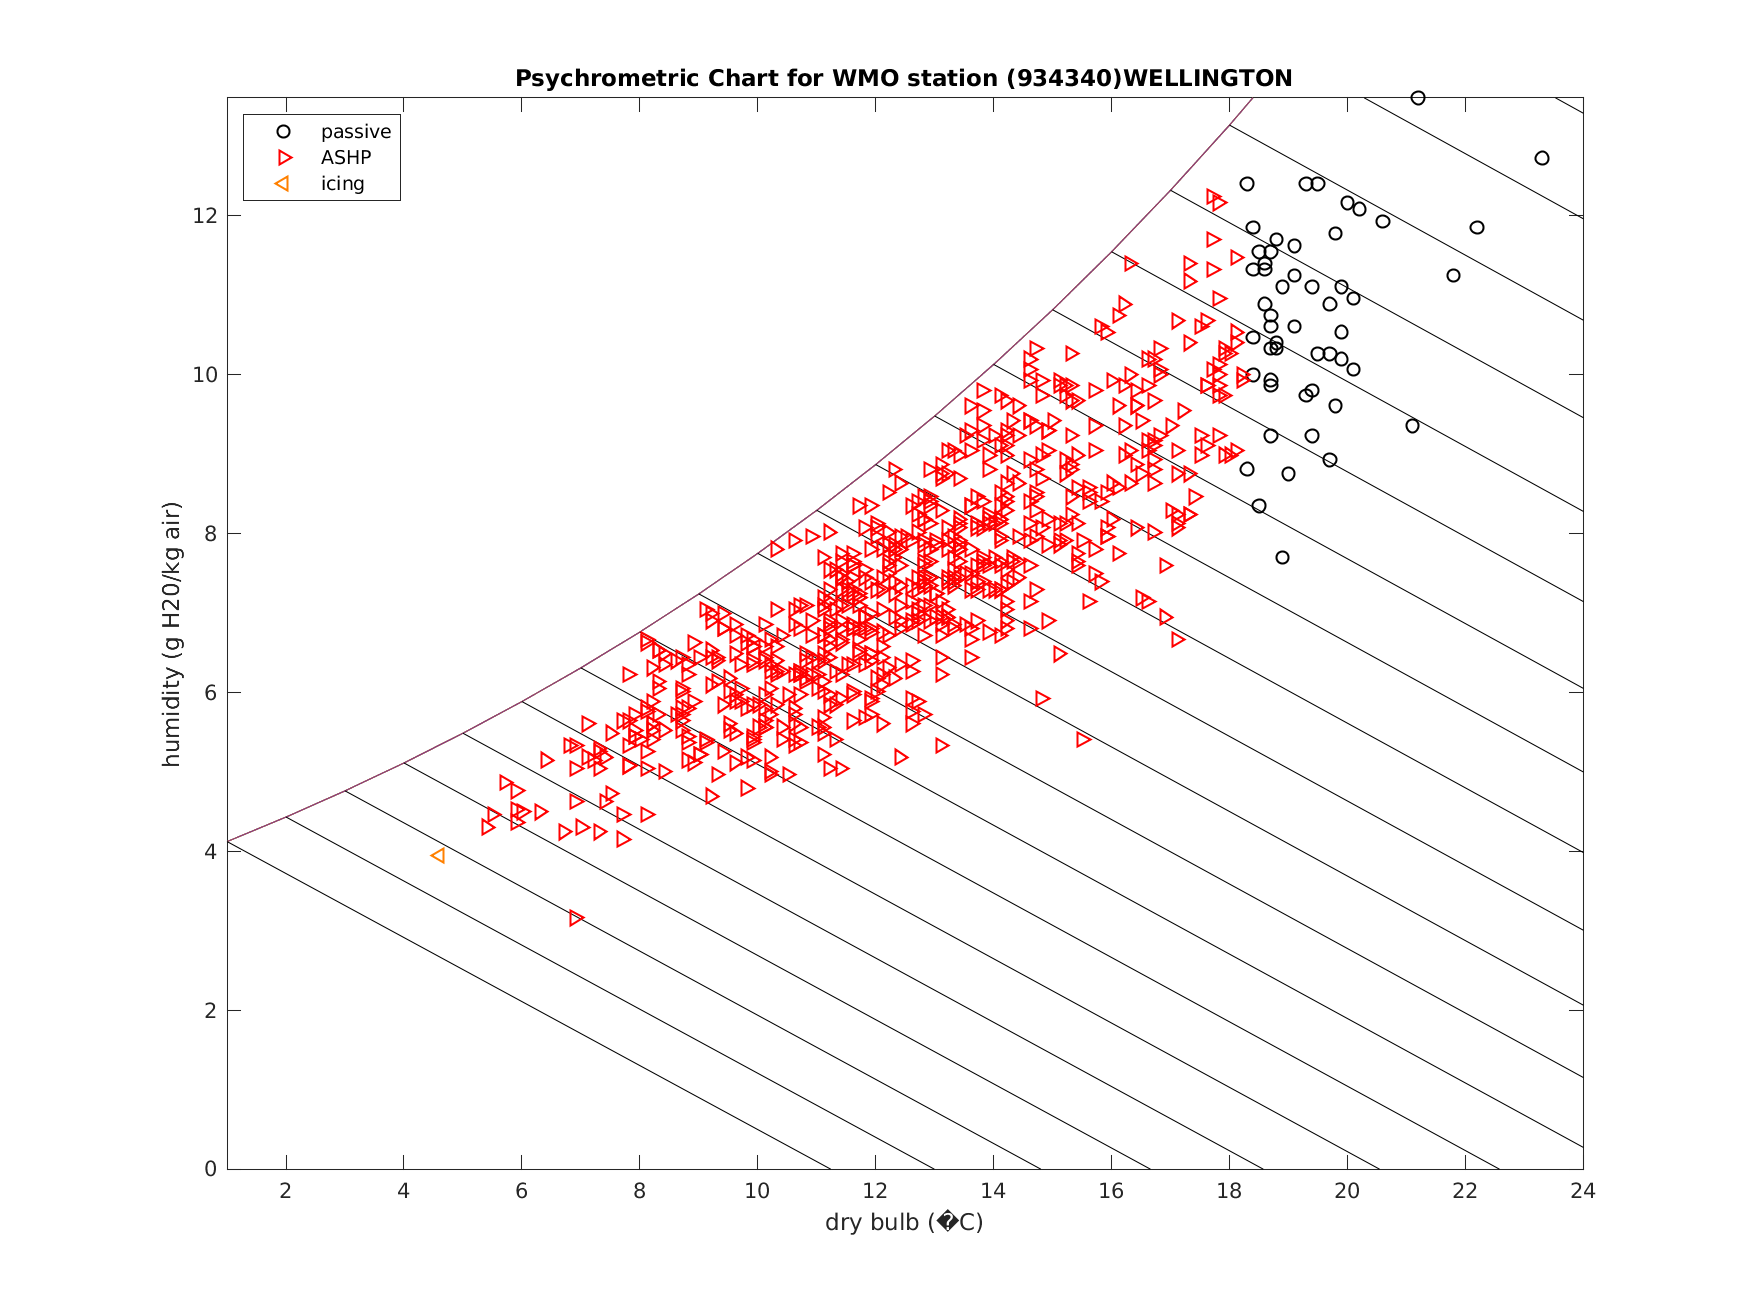 Psychrometric Chart for WMO station (934340)WELLINGTON
passive
ASHP
icing
12
10
8
6
4
2
0
humidity (g H20/kg air)
2 4 6 8 10 12 14 16 18 20 22 24
dry bulb (�C)